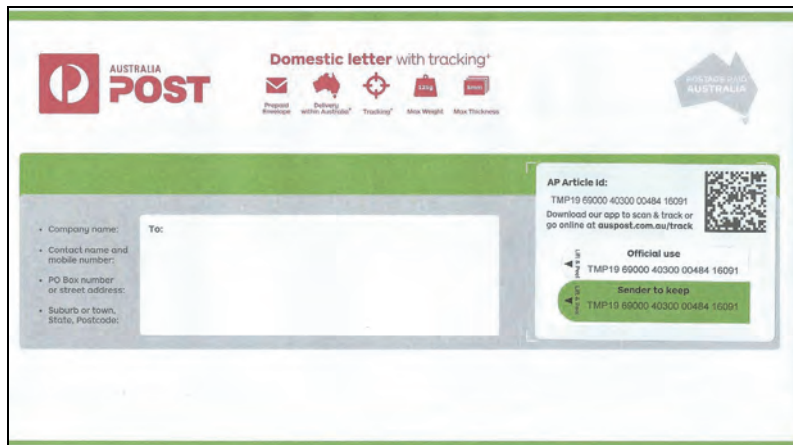 AUSTRALIA
POST
Domestic letter with tracking⁺
Prepaid
Envelope
Delivery
within Australia⁺
Tracking⁺
125g
Max Weight
5mm
Max Thickness
POSTAGE PAID
AUSTRALIA
AP Article Id:
TMP19 69000 40300 00484 16091
Download our app to scan & track or
go online at auspost.com.au/track
• Company name:
• Contact name and
mobile number:
• PO Box number
or street address:
• Suburb or town,
State, Postcode:
To:
Lift & Peel
Official use
TMP19 69000 40300 00484 16091
Lift & Peel
Sender to keep
TMP19 69000 40300 00484 16091